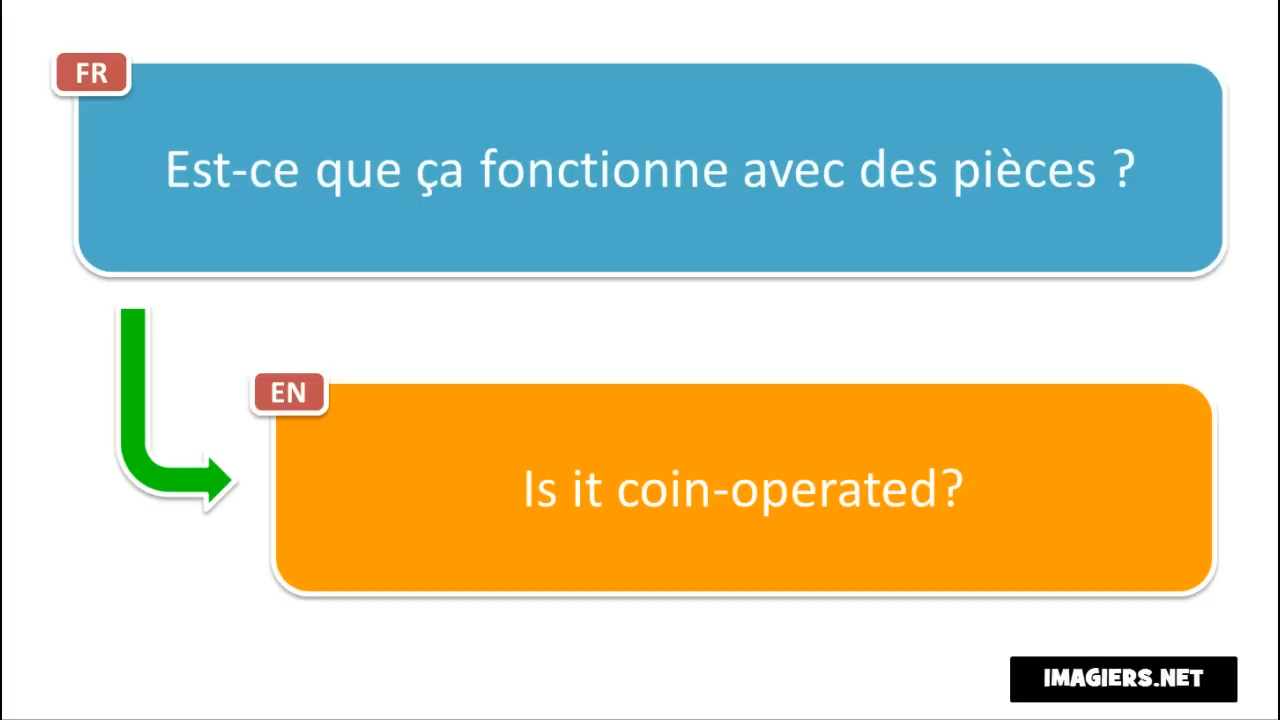 FR
Est-ce que ça fonctionne avec des pièces ?
EN
Is it coin-operated?
IMAGIERS.NET